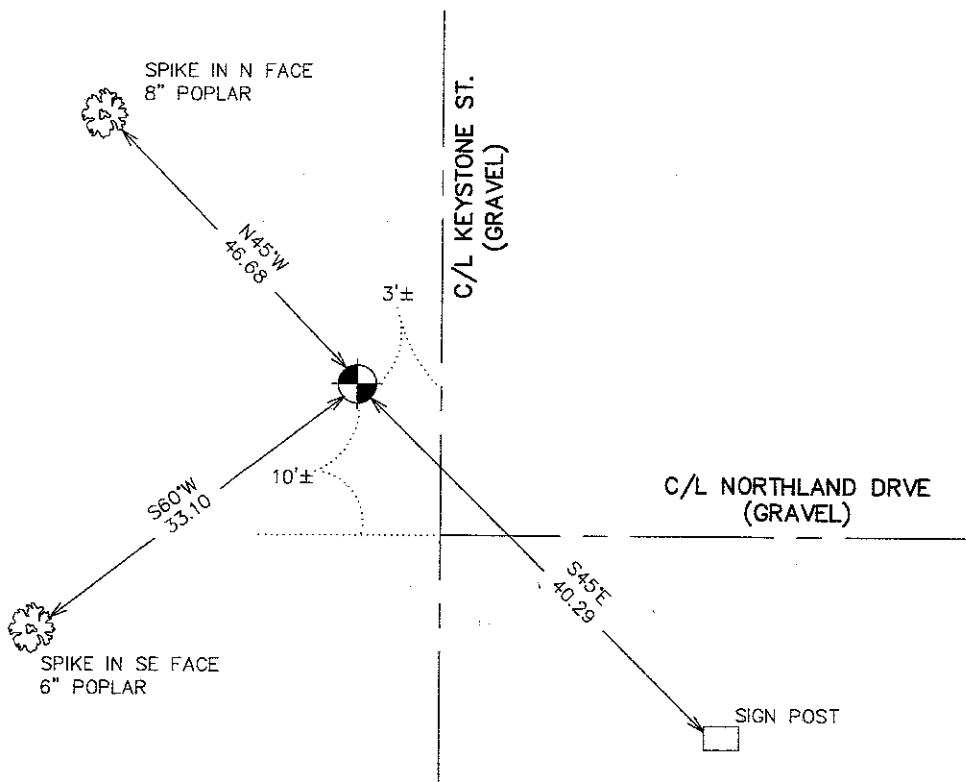 SPIKE IN N FACE
8" POPLAR
C/L KEYSTONE ST.
(GRAVEL)
N45°W
46.68
3'±
10'±
S60°W
33.10
C/L NORTHLAND DRVE
(GRAVEL)
S45°E
40.29
SPIKE IN SE FACE
6" POPLAR
SIGN POST